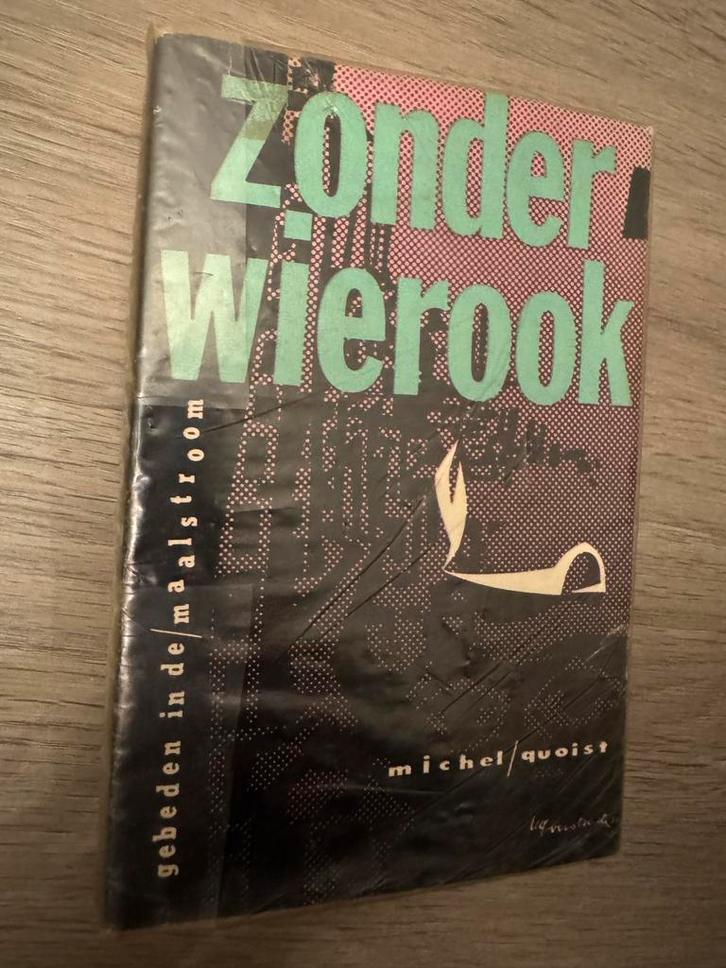 Zonder
wierook
gebeden in de/maalstroom
michel/quoist